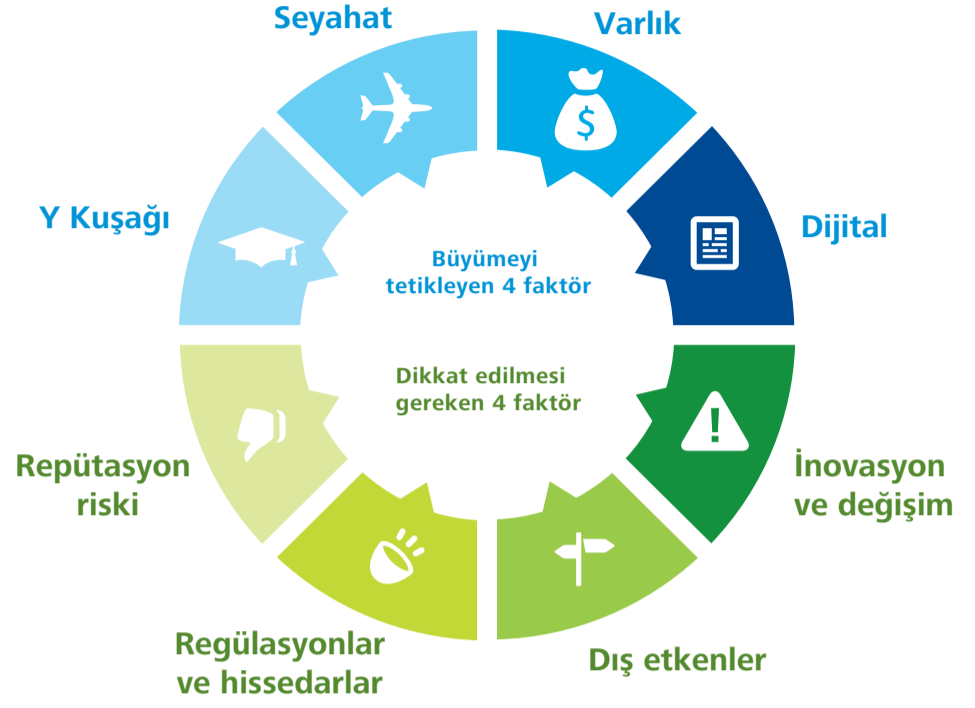 Seyahat
Varlık
Y Kuşağı
Dijital
$
Büyümeyi
tetikleyen 4 faktör
Dikkat edilmesi
gereken 4 faktör
!
Repütasyon
riski
İnovasyon
ve değişim
Regülasyonlar
ve hissedarlar
Dış etkenler